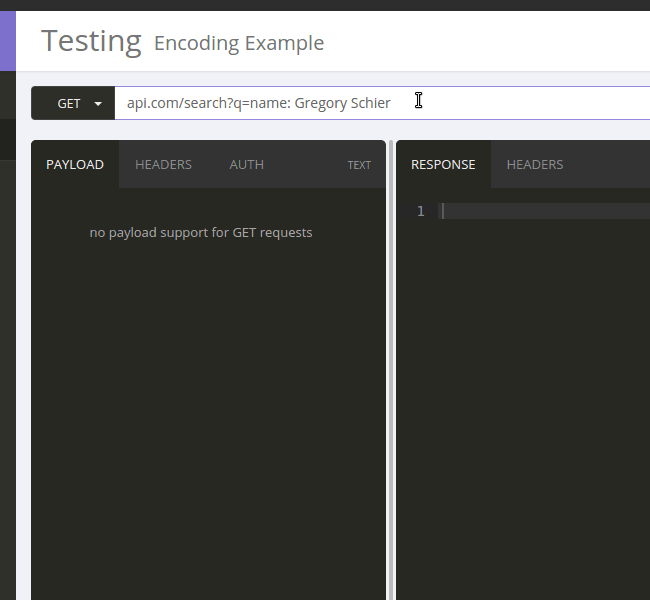 Testing Encoding Example
GET api.com/search?q=name: Gregory Schier
PAYLOAD HEADERS AUTH TEXT RESPONSE HEADERS
1
no payload support for GET requests